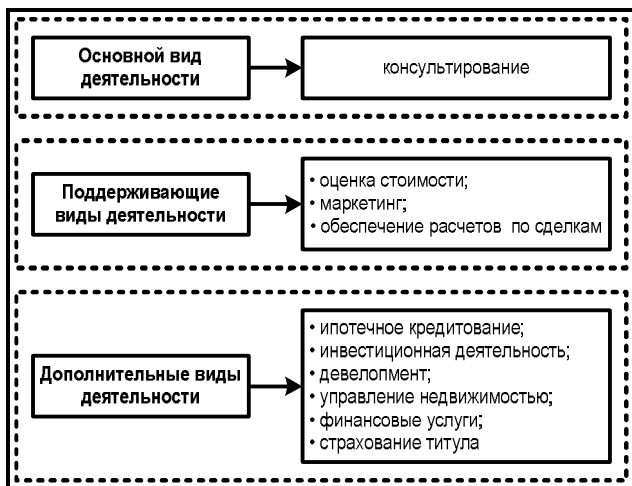 Основной вид
деятельности
консультирование
Поддерживающие
виды деятельности
• оценка стоимости;
• маркетинг;
• обеспечение расчетов по сделкам
Дополнительные виды
деятельности
• ипотечное кредитование;
• инвестиционная деятельность;
• девелопмент;
• управление недвижимостью;
• финансовые услуги;
• страхование титула